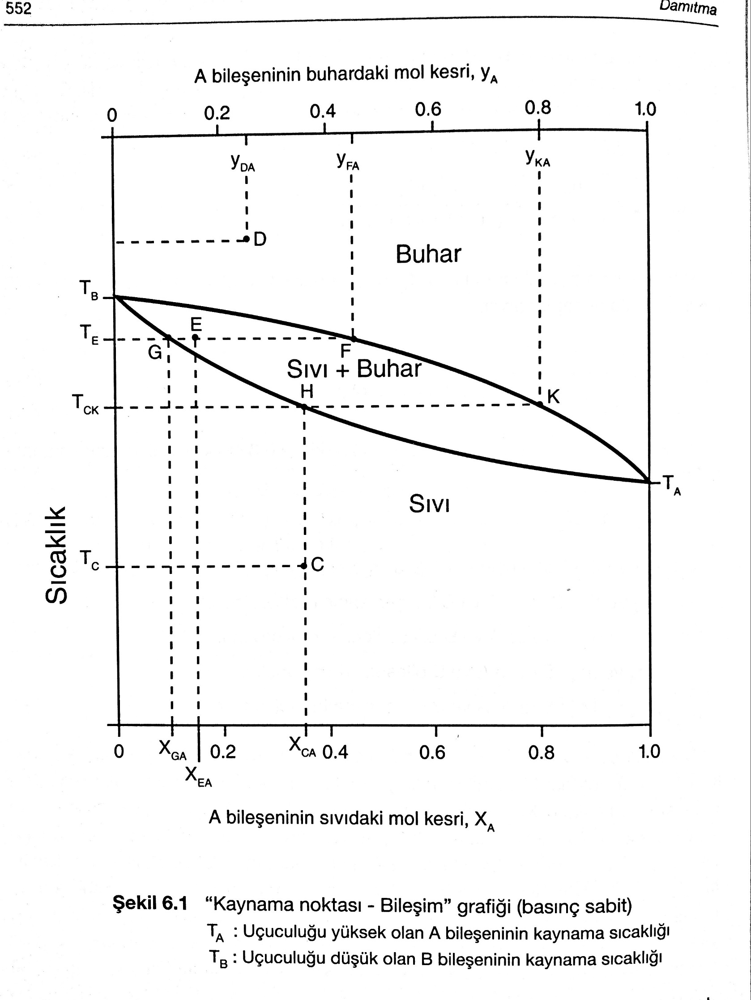 552
Damıtma
A bileşeninin buhardaki mol kesri, yA
0 0.2 0.4 0.6 0.8 1.0
yDA yFA yKA
D
Buhar
TB
E
TE
G
F
Sıvı + Buhar
H
K
TCK
TA
Sıvı
Sıcaklık
TC
C
0 XGA 0.2 XCA 0.4 0.6 0.8 1.0
XEA
A bileşeninin sıvıdaki mol kesri, XA
Şekil 6.1 “Kaynama noktası - Bileşim” grafiği (basınç sabit)
TA : Uçuculuğu yüksek olan A bileşeninin kaynama sıcaklığı
TB : Uçuculuğu düşük olan B bileşeninin kaynama sıcaklığı